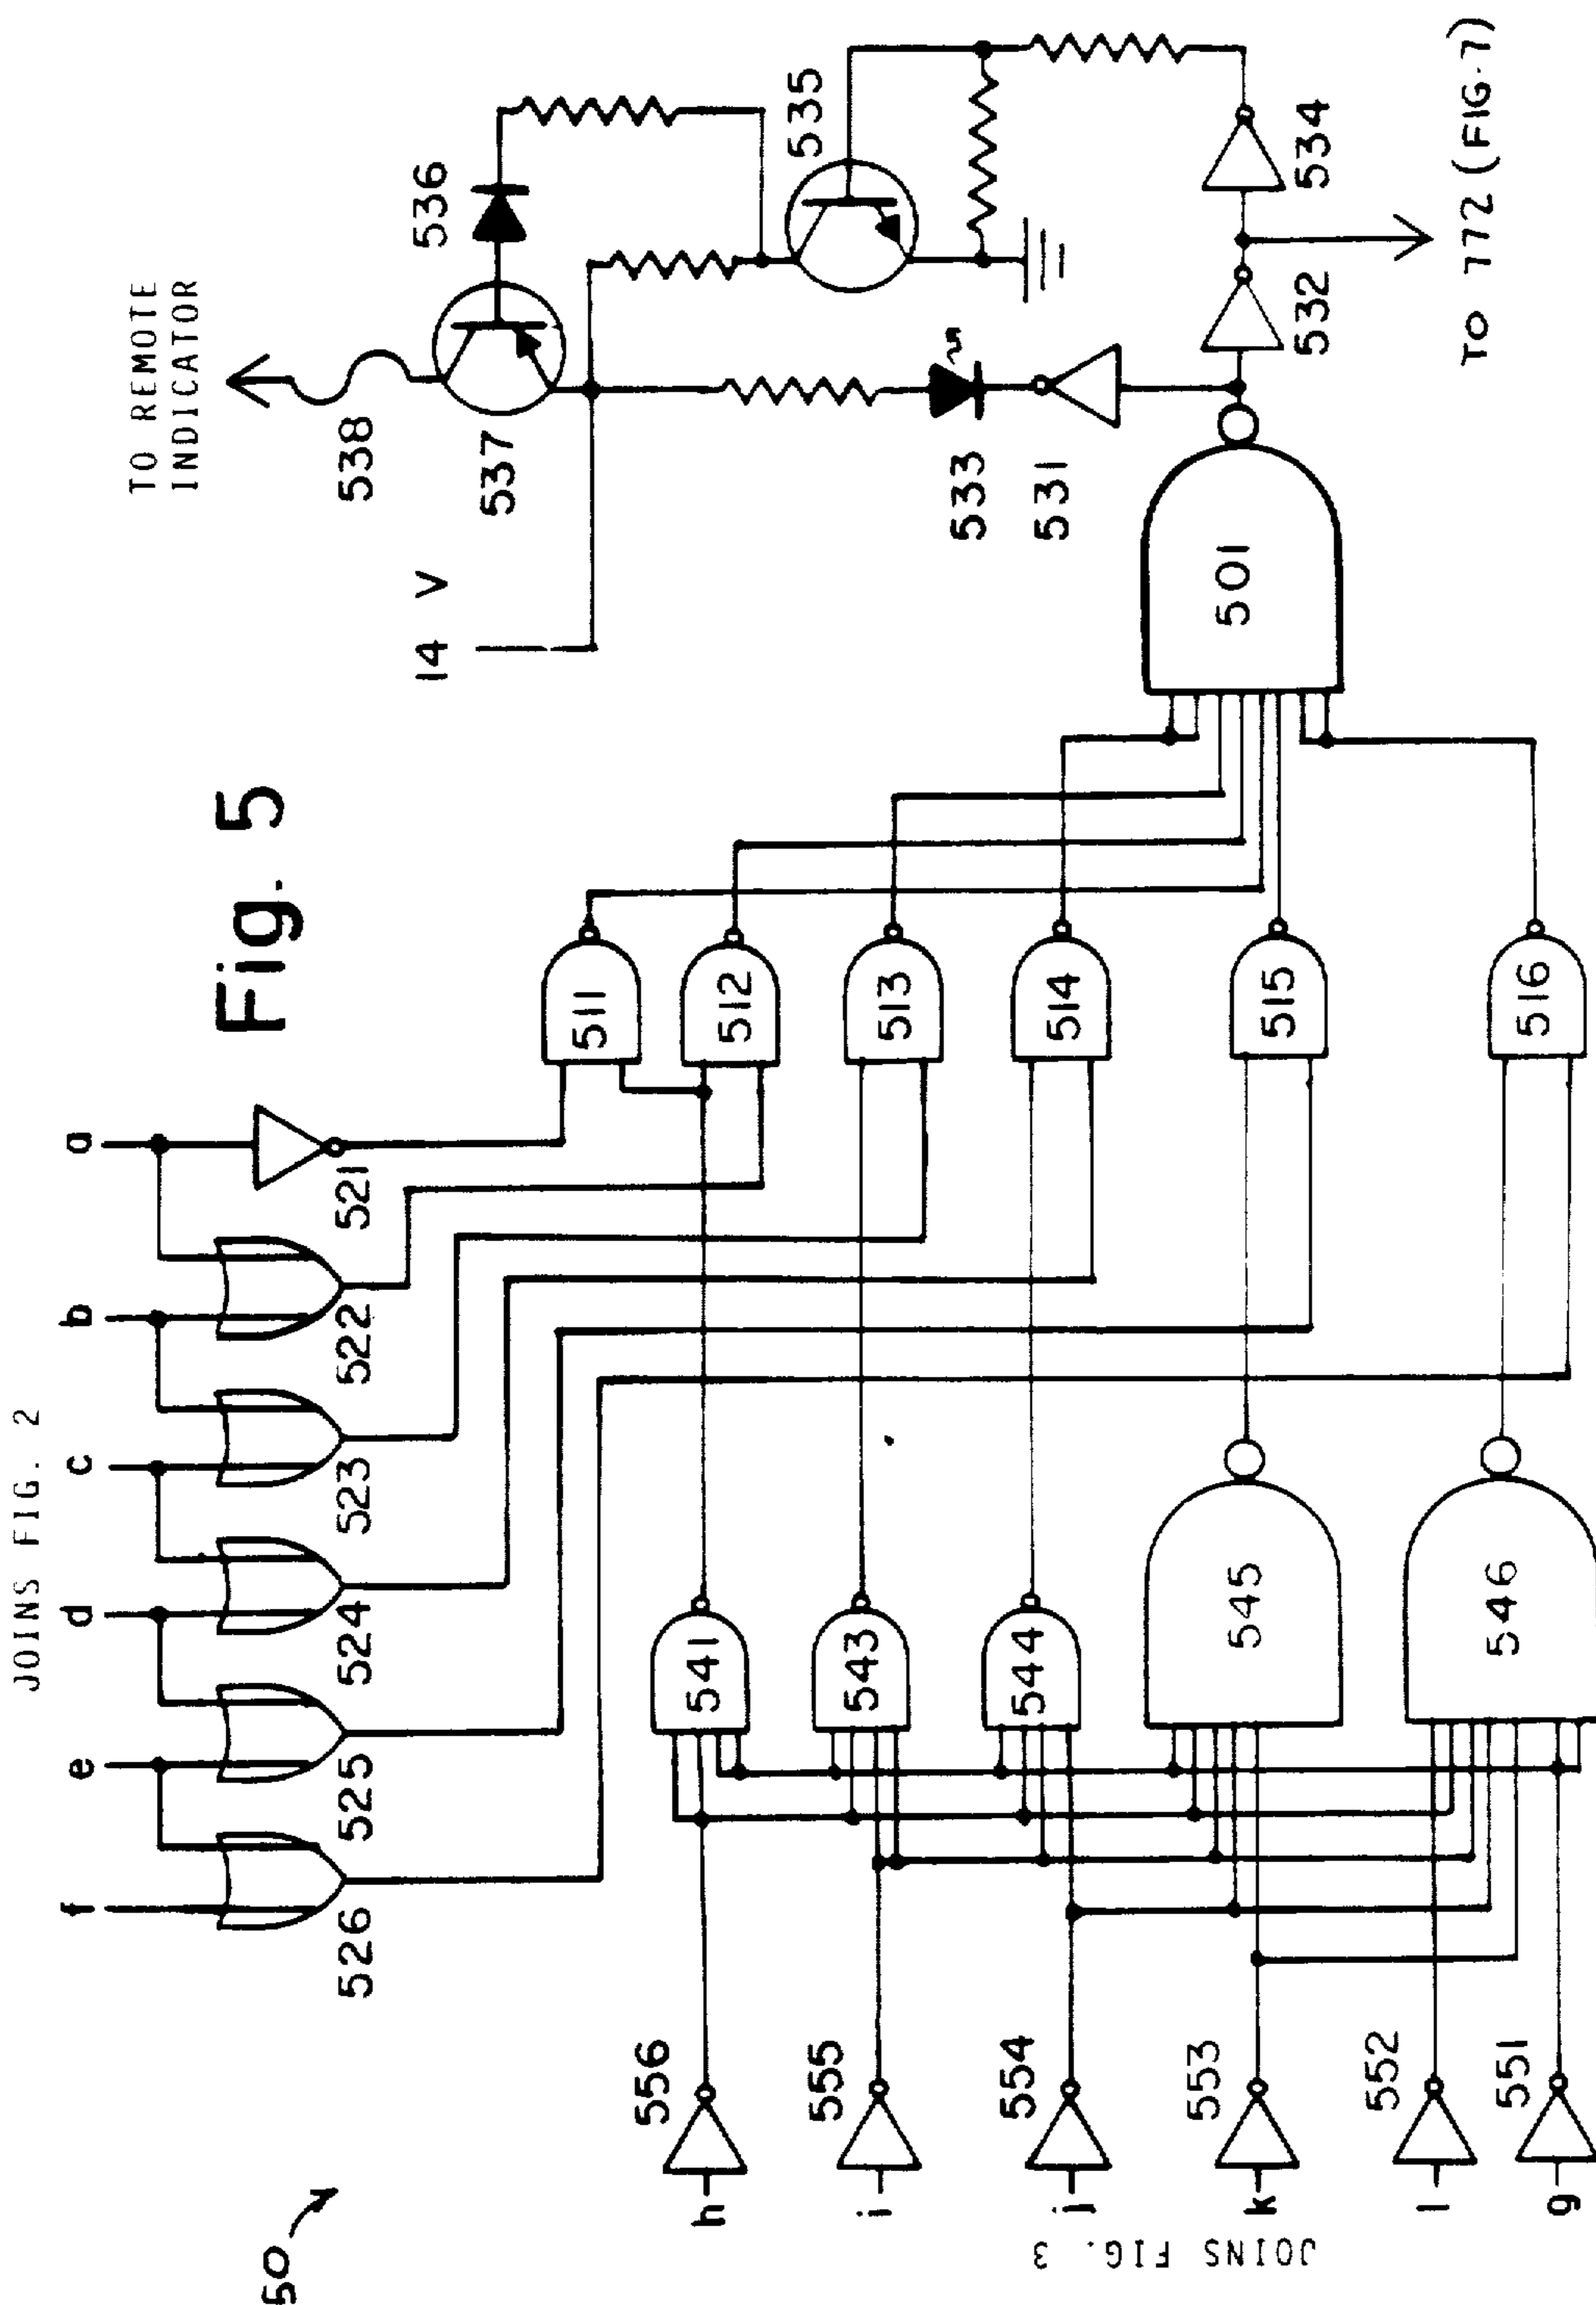 JOINS FIG. 2
a
b
c
d
e
f
Fig. 5
50
521
522
523
524
525
526
TO REMOTE
INDICATOR
538
537
536
535
14 V
533
531
532
534
TO 772 (FIG. 7)
501
511
512
513
514
515
516
541
543
544
545
546
556
555
554
553
552
551
h
i
j
k
l
g
JOINS FIG. 3